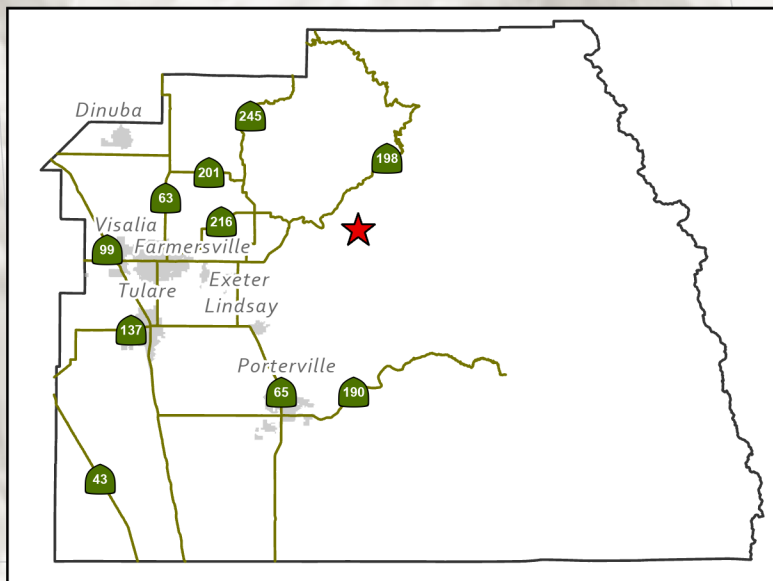 Dinuba
245
198
201
63
216
Visalia
99
Farmersville
Exeter
Tulare
Lindsay
137
Porterville
65
190
43